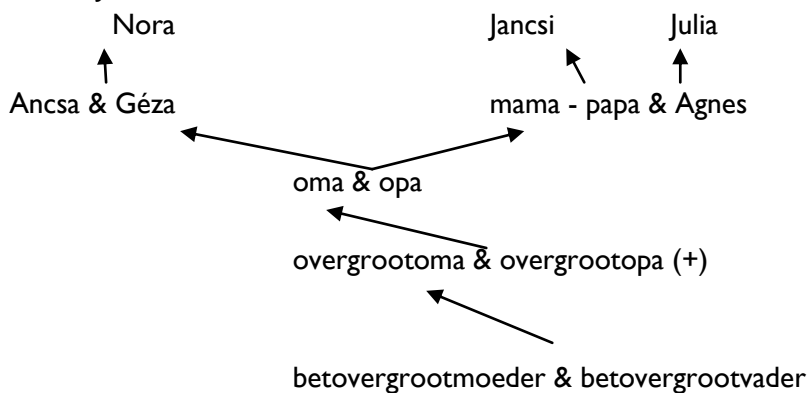 Nora Jancsi Julia
Ancsa & Géza mama - papa & Agnes
oma & opa
overgrootoma & overgrootopa (+)
betovergrootmoeder & betovergrootvader